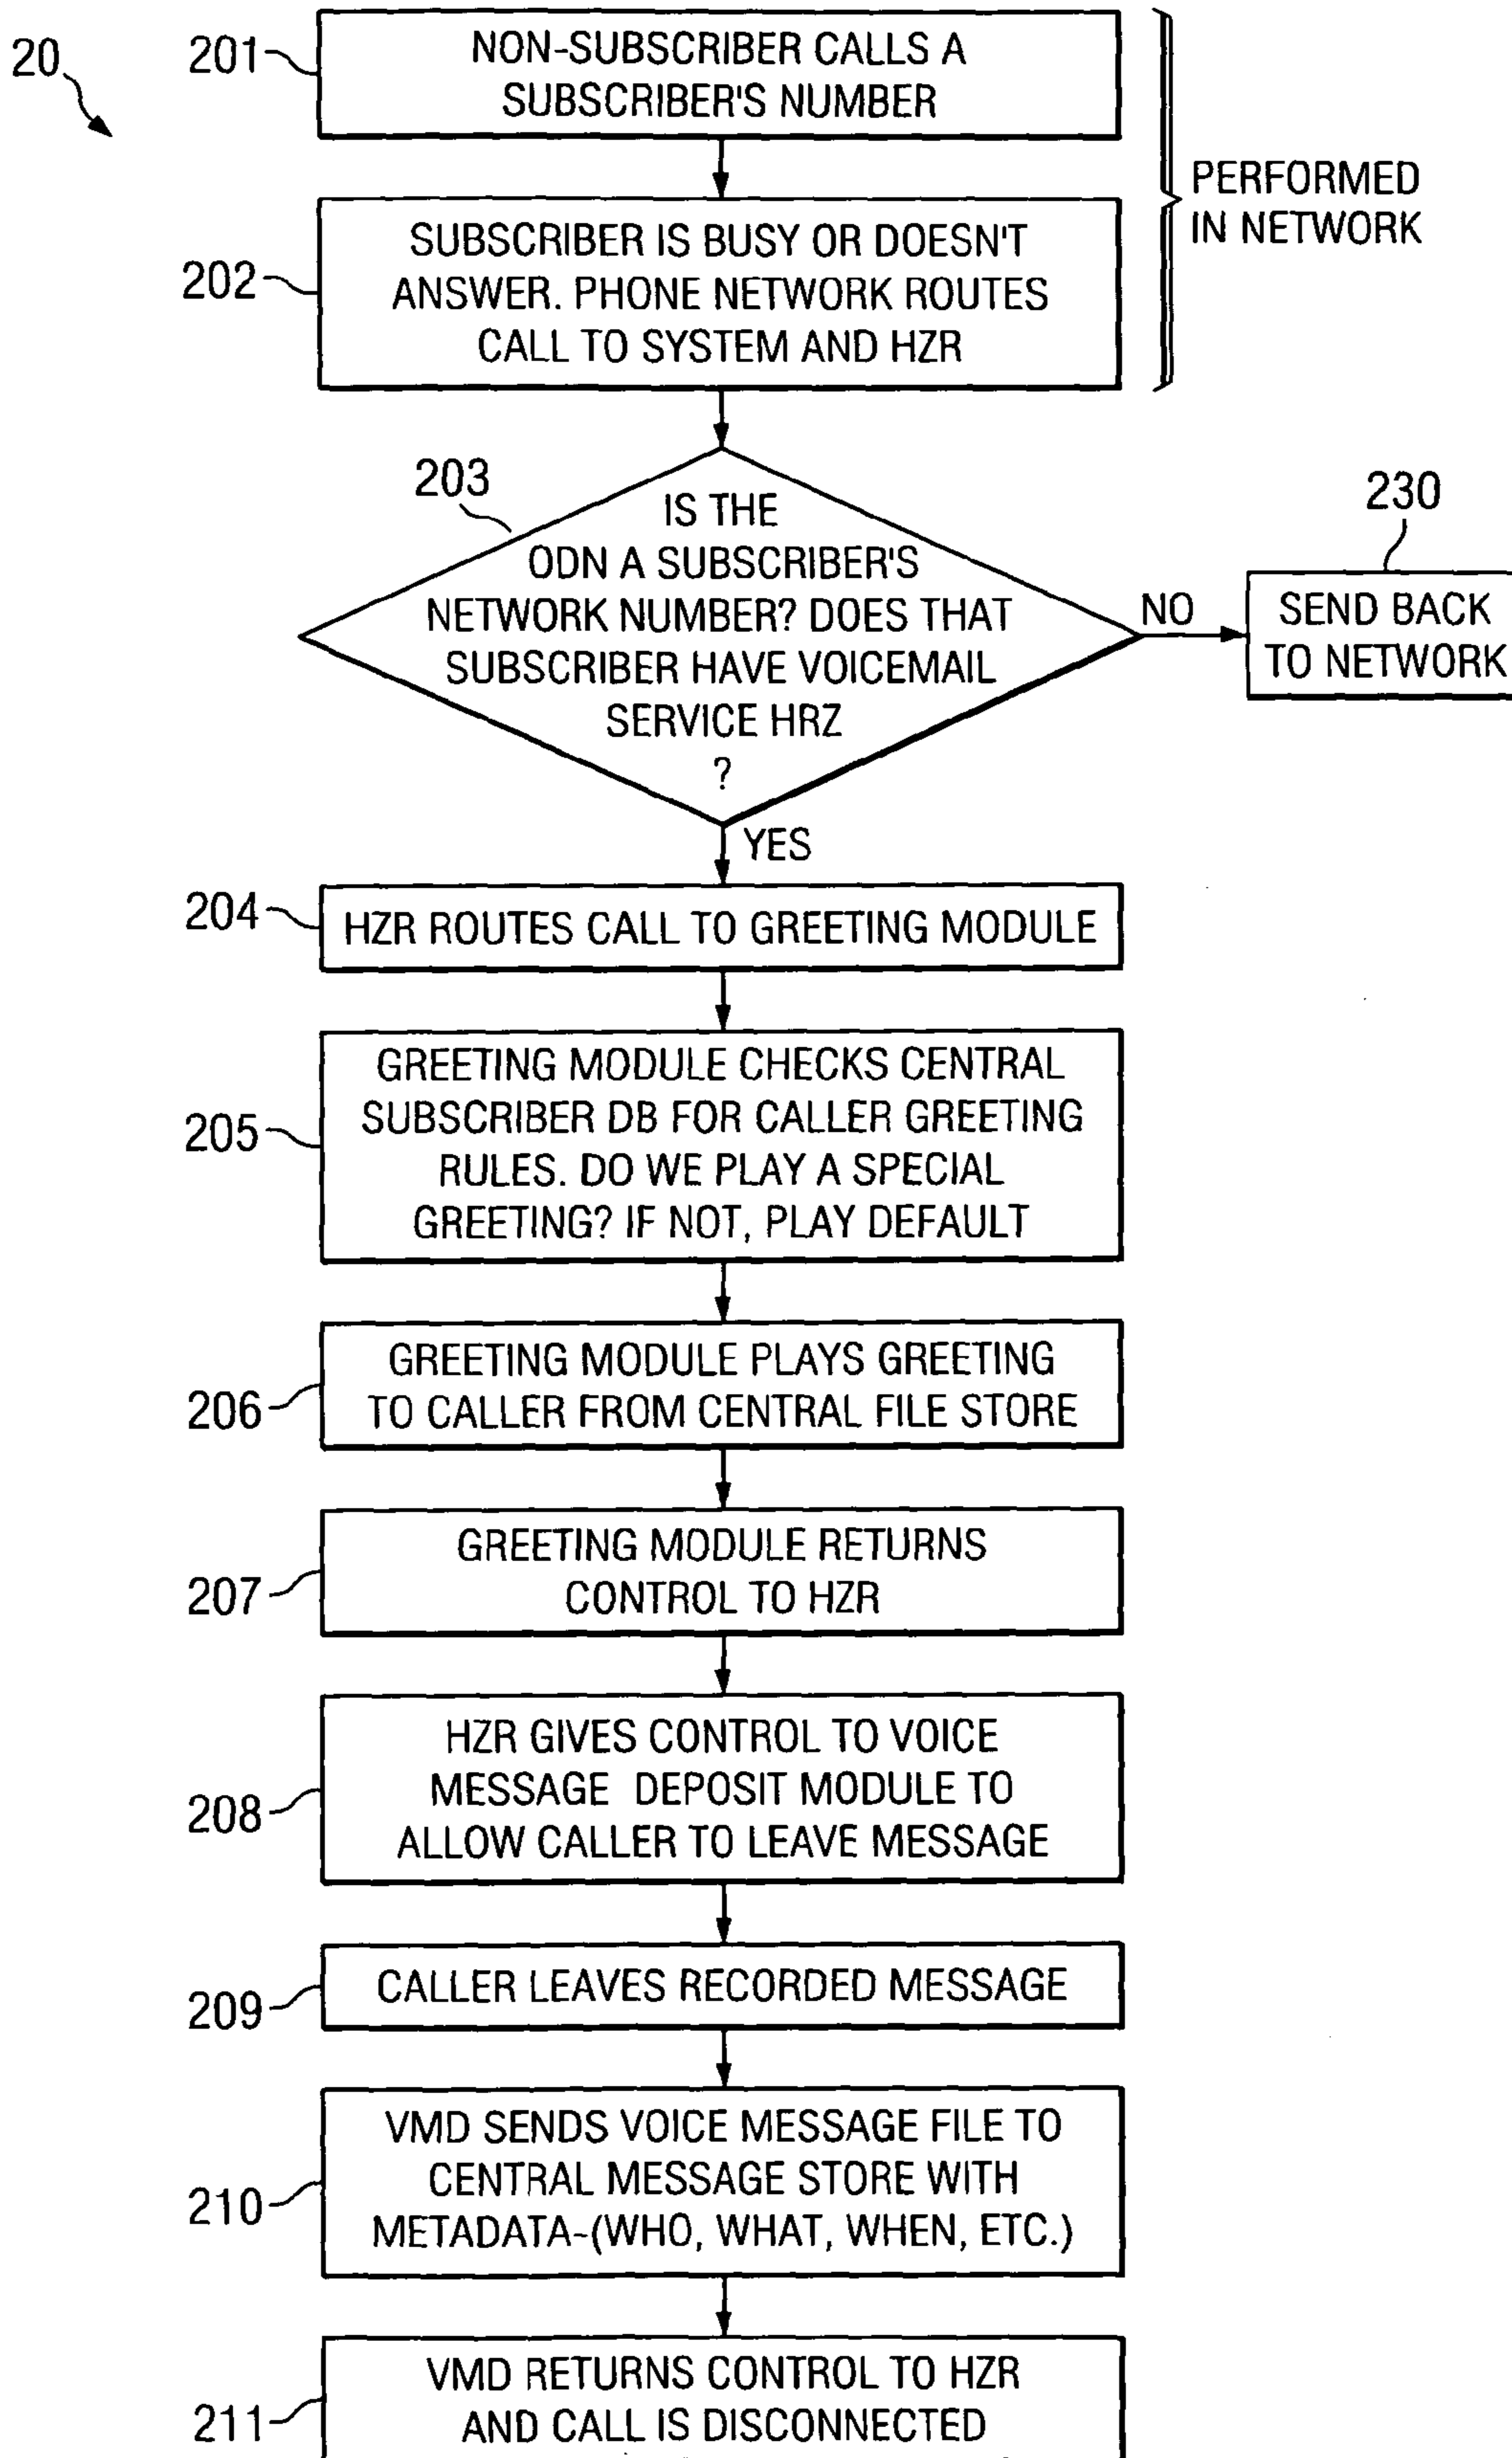 20
201
NON-SUBSCRIBER CALLS A
SUBSCRIBER'S NUMBER
202
SUBSCRIBER IS BUSY OR DOESN'T
ANSWER. PHONE NETWORK ROUTES
CALL TO SYSTEM AND HZR
PERFORMED
IN NETWORK
203
IS THE
ODN A SUBSCRIBER'S
NETWORK NUMBER? DOES THAT
SUBSCRIBER HAVE VOICEMAIL
SERVICE HRZ
?
NO
230
SEND BACK
TO NETWORK
YES
204
HZR ROUTES CALL TO GREETING MODULE
205
GREETING MODULE CHECKS CENTRAL
SUBSCRIBER DB FOR CALLER GREETING
RULES. DO WE PLAY A SPECIAL
GREETING? IF NOT, PLAY DEFAULT
206
GREETING MODULE PLAYS GREETING
TO CALLER FROM CENTRAL FILE STORE
207
GREETING MODULE RETURNS
CONTROL TO HZR
208
HZR GIVES CONTROL TO VOICE
MESSAGE DEPOSIT MODULE TO
ALLOW CALLER TO LEAVE MESSAGE
209
CALLER LEAVES RECORDED MESSAGE
210
VMD SENDS VOICE MESSAGE FILE TO
CENTRAL MESSAGE STORE WITH
METADATA~(WHO, WHAT, WHEN, ETC.)
211
VMD RETURNS CONTROL TO HZR
AND CALL IS DISCONNECTED